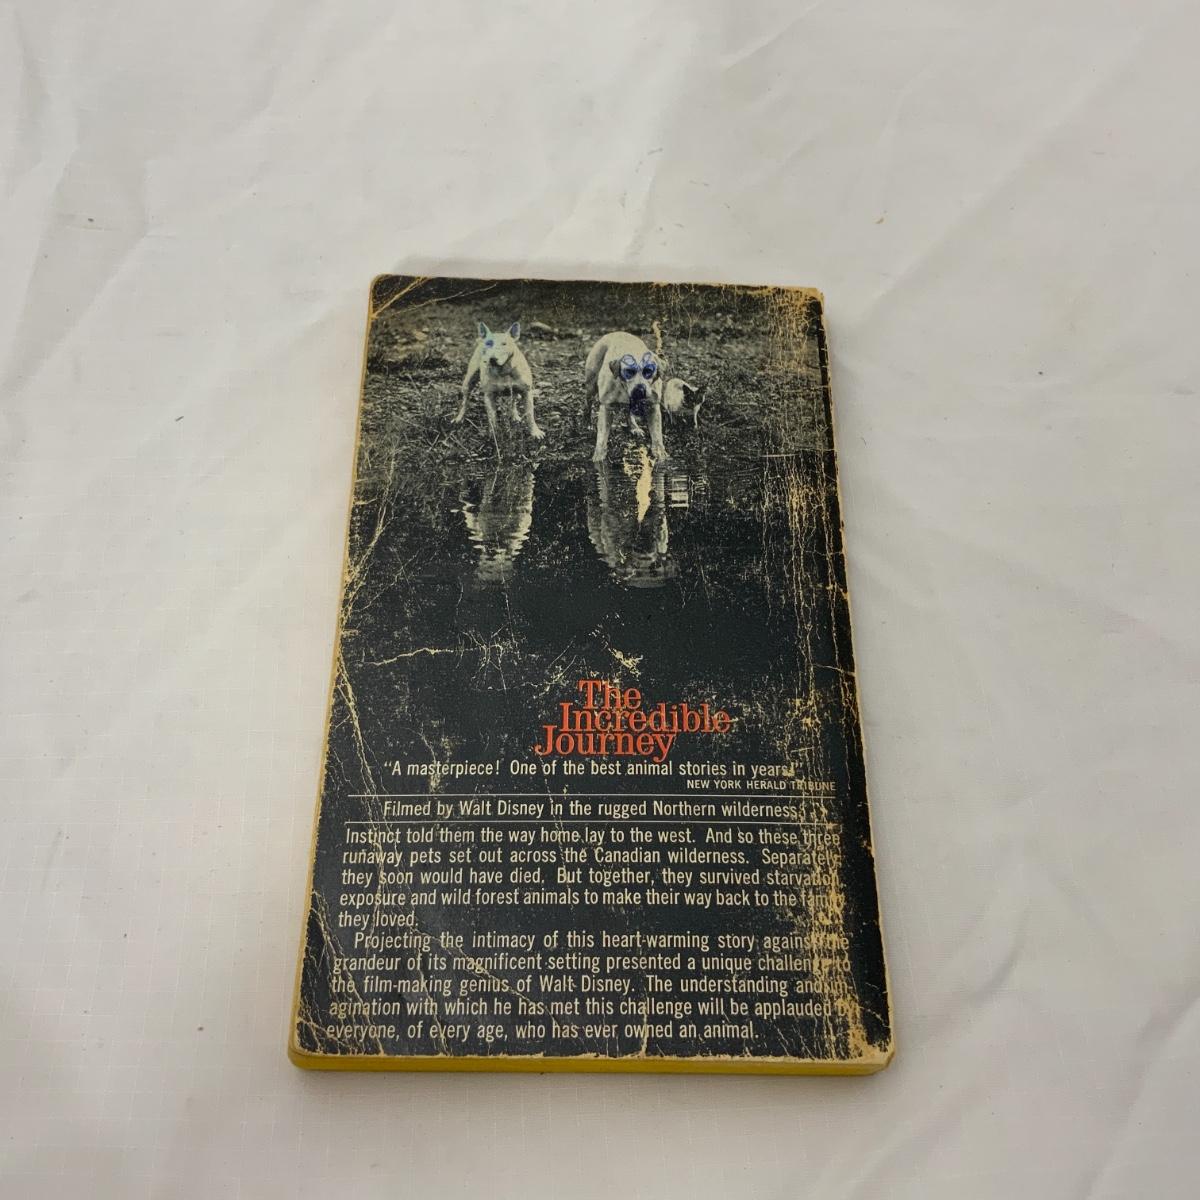 The
Incredible
Journey
"A masterpiece! One of the best animal stories in years!"
NEW YORK HERALD TRIBUNE
Filmed by Walt Disney in the rugged Northern wilderness.
Instinct told them the way home lay to the west. And so these three
runaway pets set out across the Canadian wilderness. Separately
they soon would have died. But together, they survived starvation,
exposure and wild forest animals to make their way back to the family
they loved.
Projecting the intimacy of this heart-warming story against the
grandeur of its magnificent setting presented a unique challenge to
the film-making genius of Walt Disney. The understanding and im-
agination with which he has met this challenge will be applauded by
everyone, of every age, who has ever owned an animal.